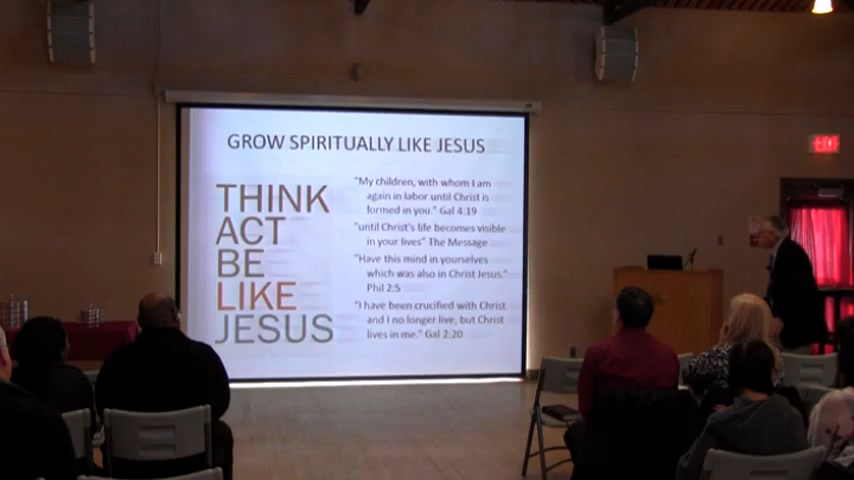 GROW SPIRITUALLY LIKE JESUS
THINK
ACT
BE
LIKE
JESUS
"My children, with whom I am
again in labor until Christ is
formed in you." Gal 4:19
"until Christ's life becomes visible
in your lives" The Message
"Have this mind in yourselves
which was also in Christ Jesus."
Phil 2:5
"I have been crucified with Christ
and I no longer live, but Christ
lives in me." Gal 2:20
EXIT